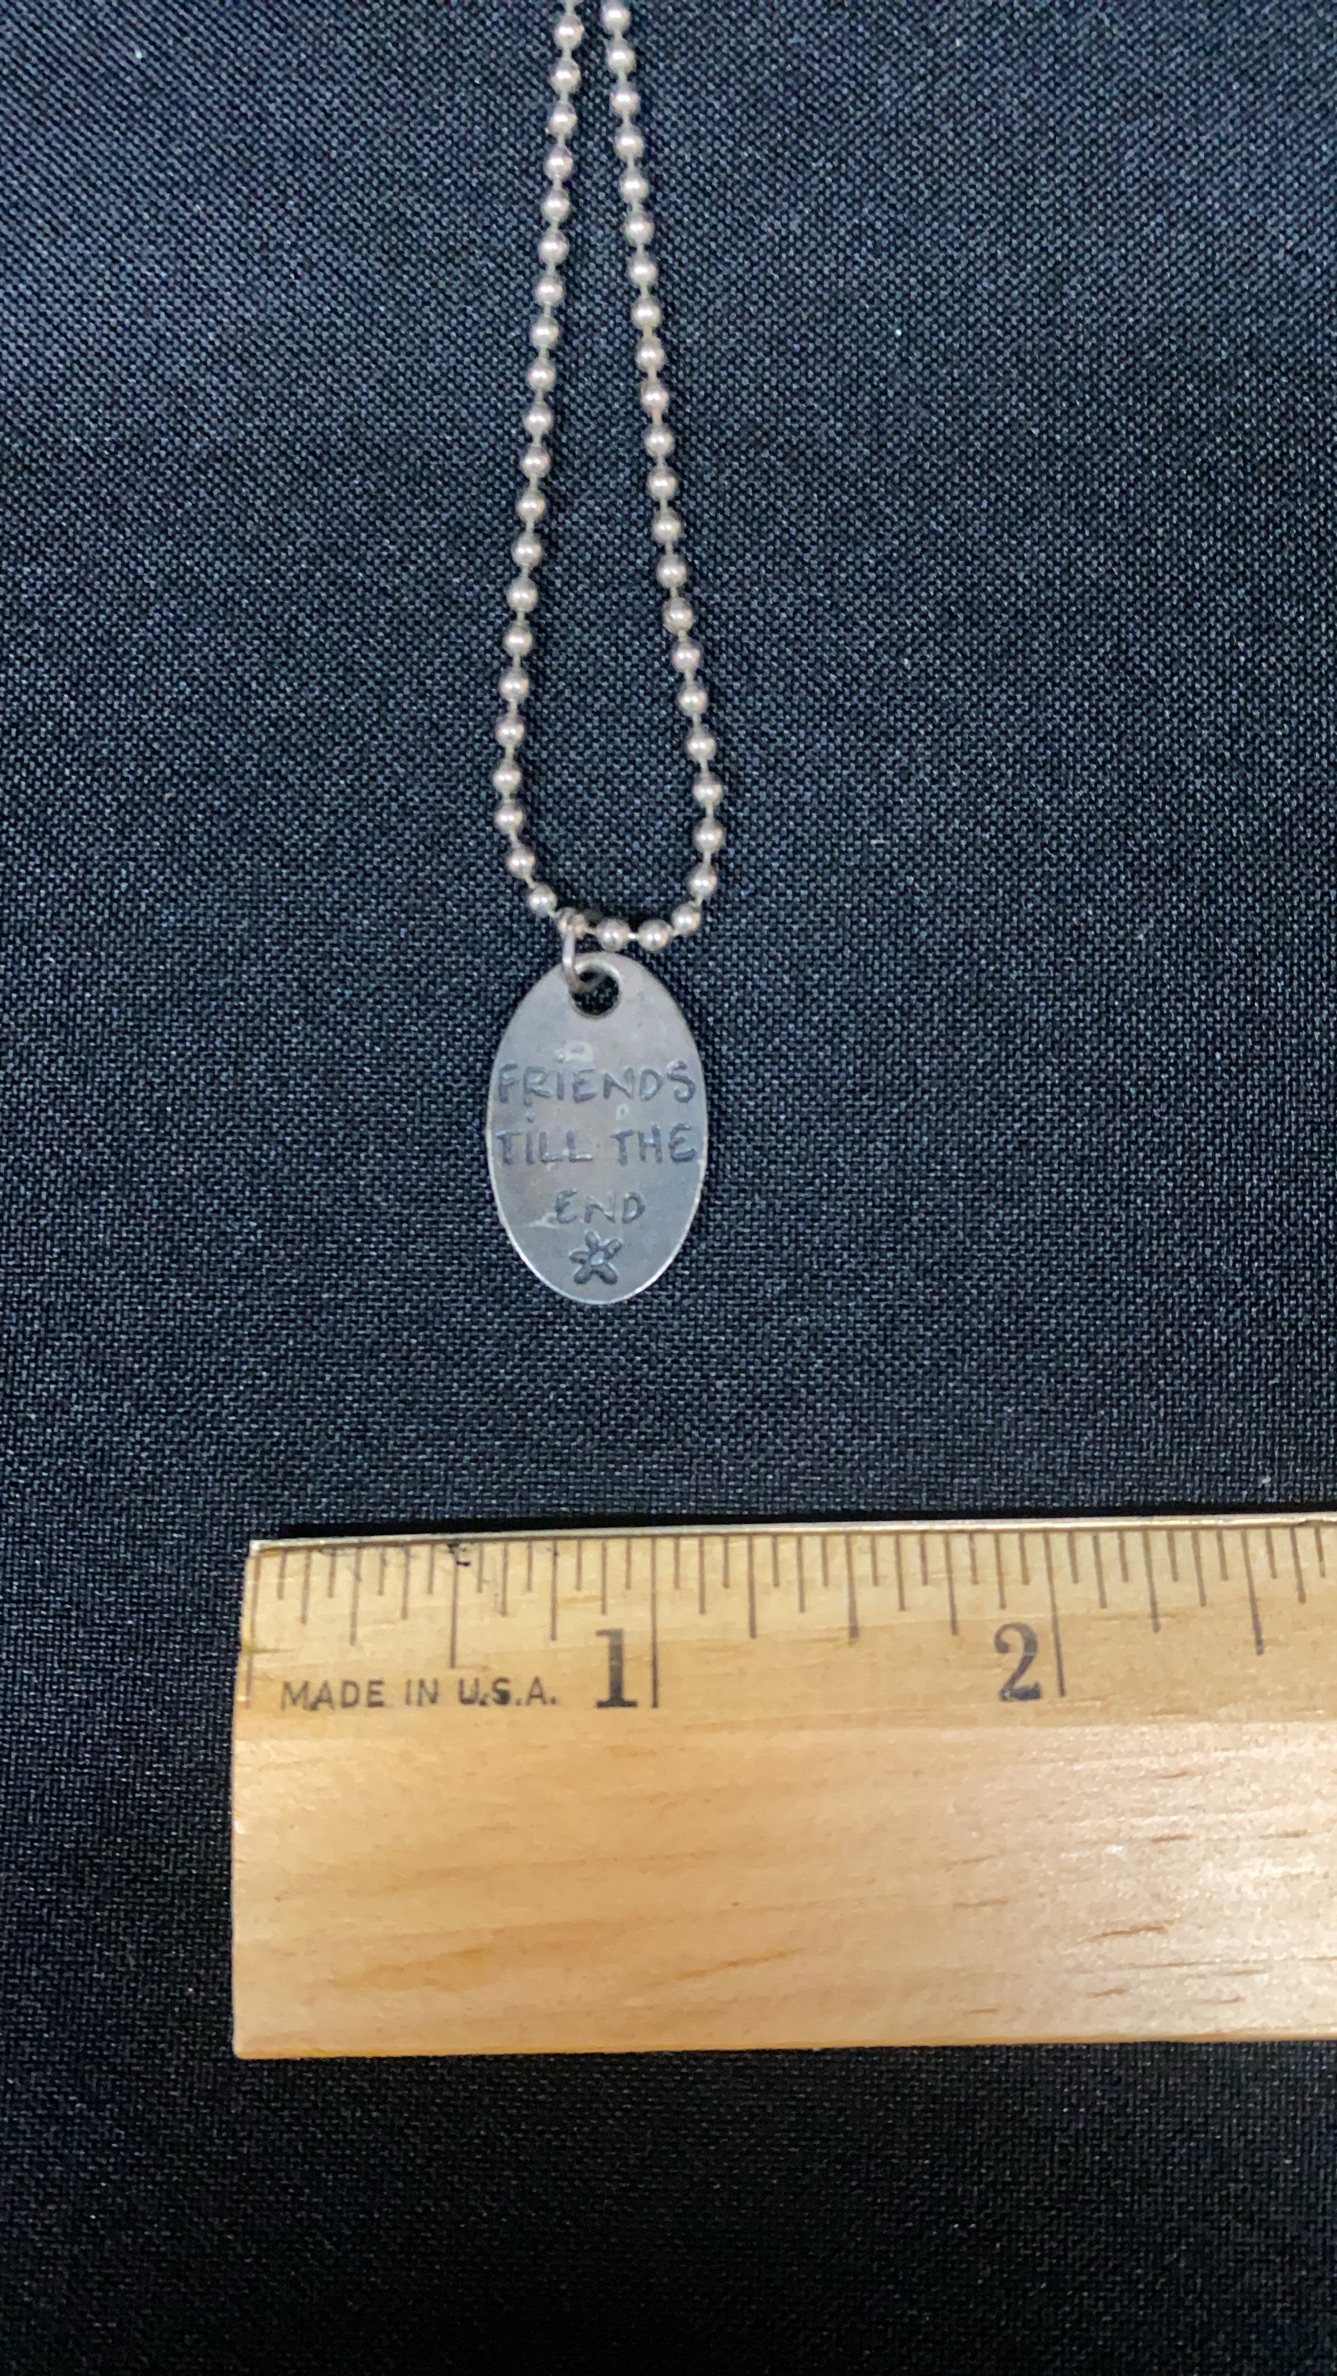 FRIENDS
TILL THE
END
MADE IN U.S.A.
1
2